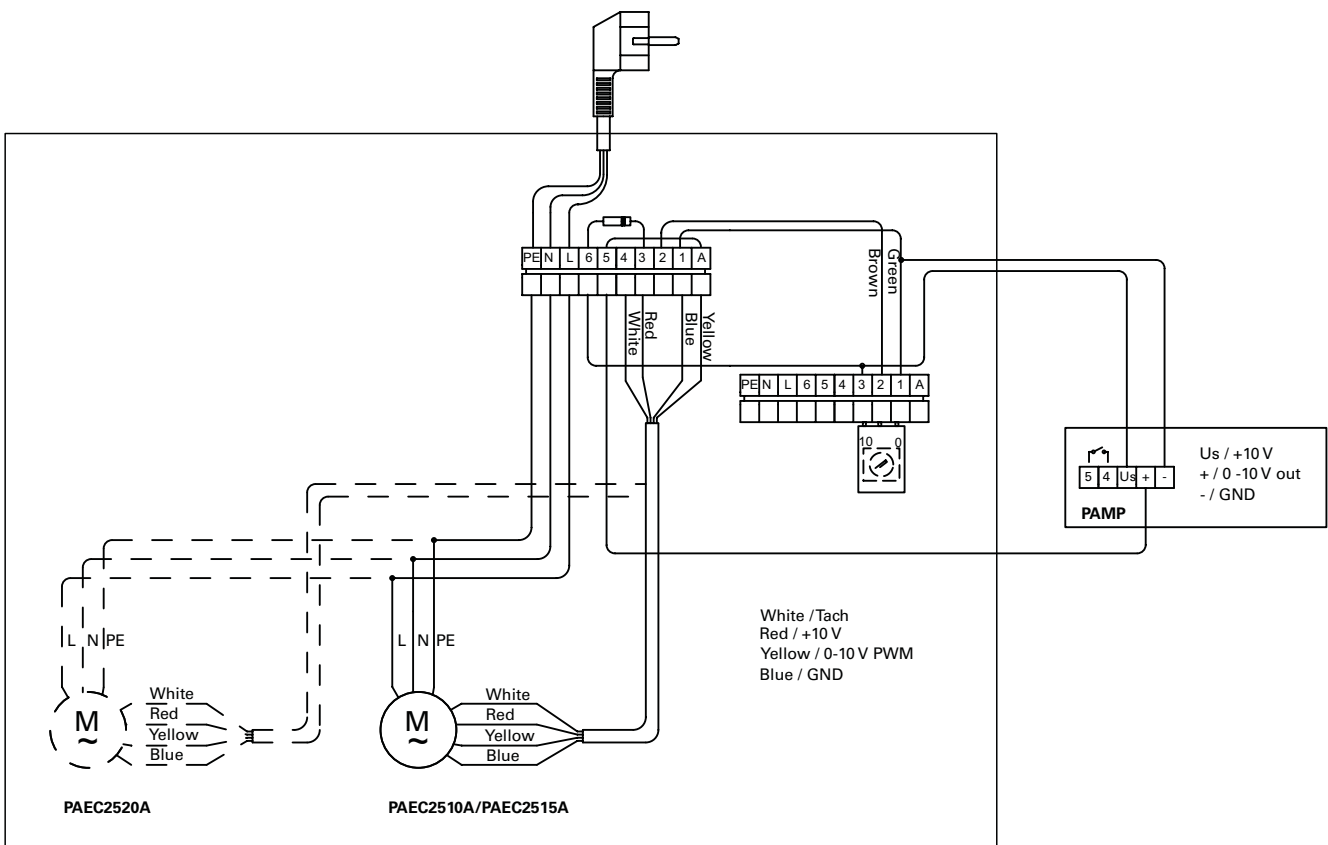 PE N L 6 5 4 3 2 1 A
Green
Brown
Yellow
Blue
Red
White
PE N L 6 5 4 3 2 1 A
10 0
5 4 Us + -
PAMP
Us / +10 V
+ / 0 -10 V out
- / GND
White /Tach
Red / +10 V
Yellow / 0-10 V PWM
Blue / GND
L N PE
L N PE
White
Red
Yellow
Blue
M
~
White
Red
Yellow
Blue
M
~
PAEC2520A
PAEC2510A/PAEC2515A